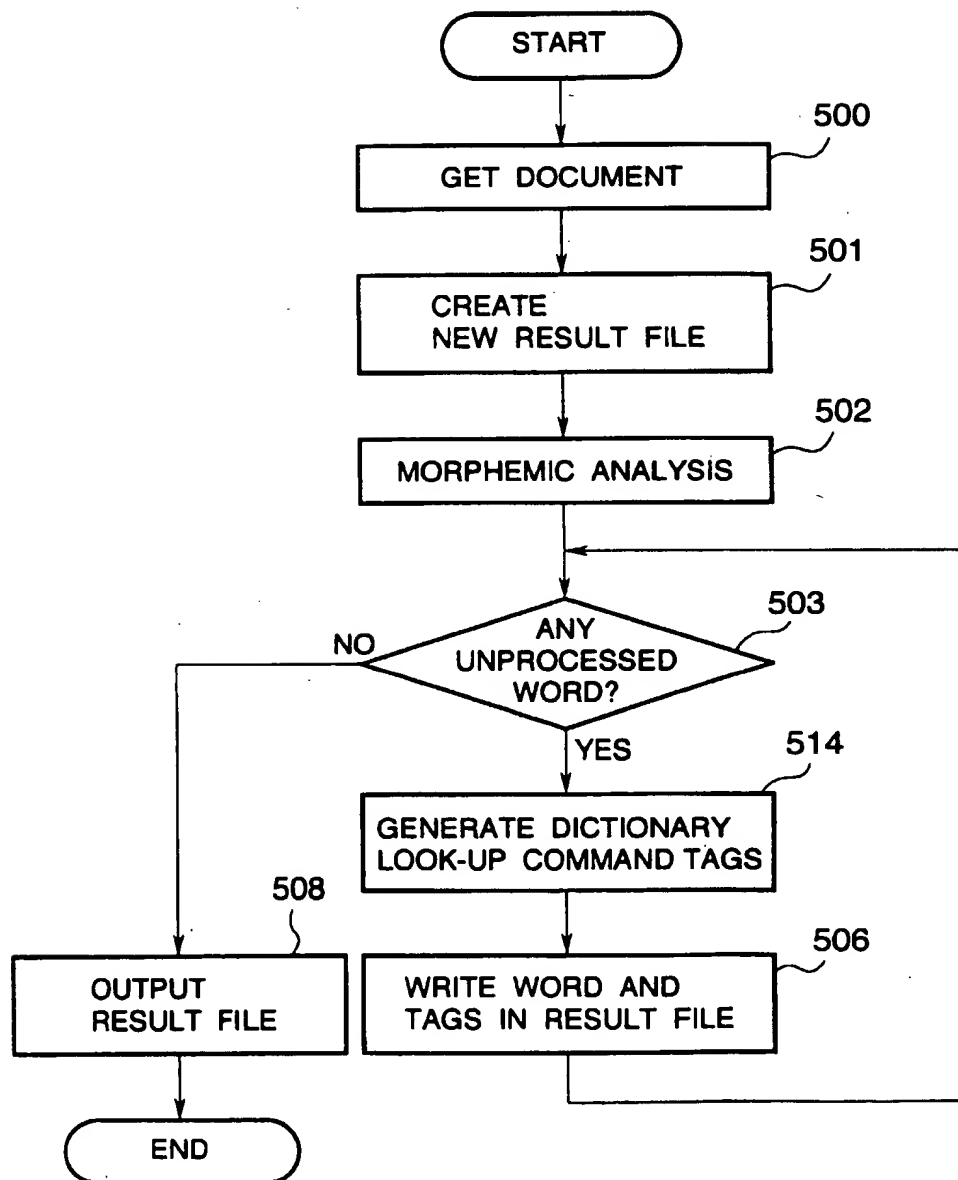 START
500
GET DOCUMENT
501
CREATE
NEW RESULT FILE
502
MORPHEMIC ANALYSIS
503
NO
ANY
UNPROCESSED
WORD?
YES
514
GENERATE DICTIONARY
LOOK-UP COMMAND TAGS
508
506
OUTPUT
RESULT FILE
WRITE WORD AND
TAGS IN RESULT FILE
END